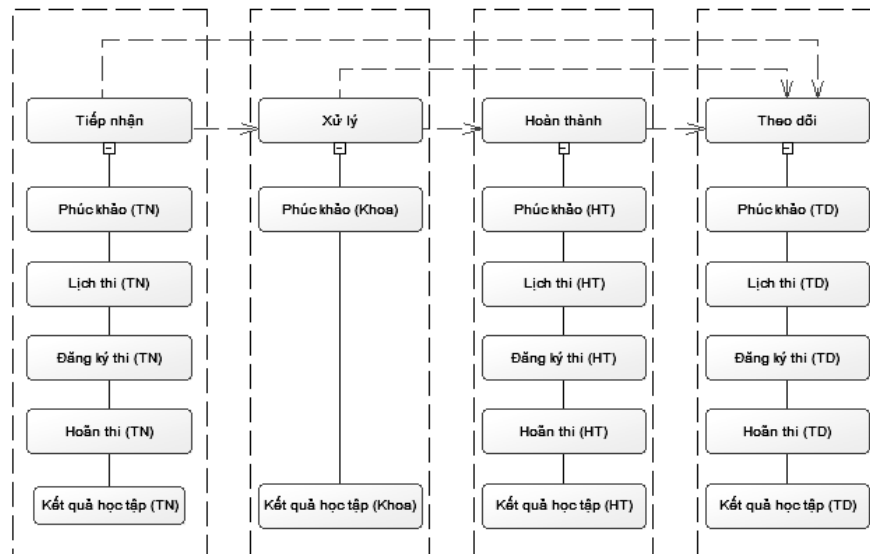 Tiếp nhận
Xử lý
Hoàn thành
Theo dõi
Phúc khảo (TN)
Phúc khảo (Khoa)
Phúc khảo (HT)
Phúc khảo (TD)
Lịch thi (TN)
Lịch thi (HT)
Lịch thi (TD)
Đăng ký thi (TN)
Đăng ký thi (HT)
Đăng ký thi (TD)
Hoãn thi (TN)
Hoãn thi (HT)
Hoãn thi (TD)
Kết quả học tập (TN)
Kết quả học tập (Khoa)
Kết quả học tập (HT)
Kết quả học tập (TD)